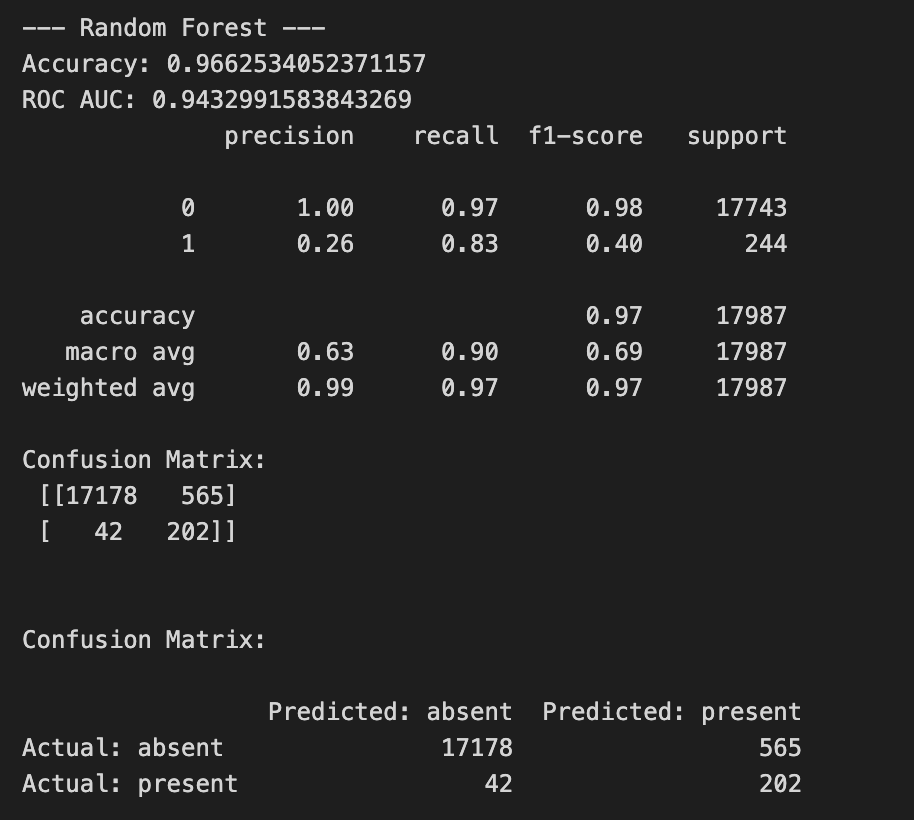 --- Random Forest ---
Accuracy: 0.9662534052371157
ROC AUC: 0.9432991583843269
              precision    recall  f1-score   support

           0       1.00      0.97      0.98     17743
           1       0.26      0.83      0.40       244

    accuracy                           0.97     17987
   macro avg       0.63      0.90      0.69     17987
weighted avg       0.99      0.97      0.97     17987

Confusion Matrix:
 [[17178   565]
 [   42   202]]

Confusion Matrix:

                 Predicted: absent  Predicted: present
Actual: absent               17178                 565
Actual: present                 42                 202